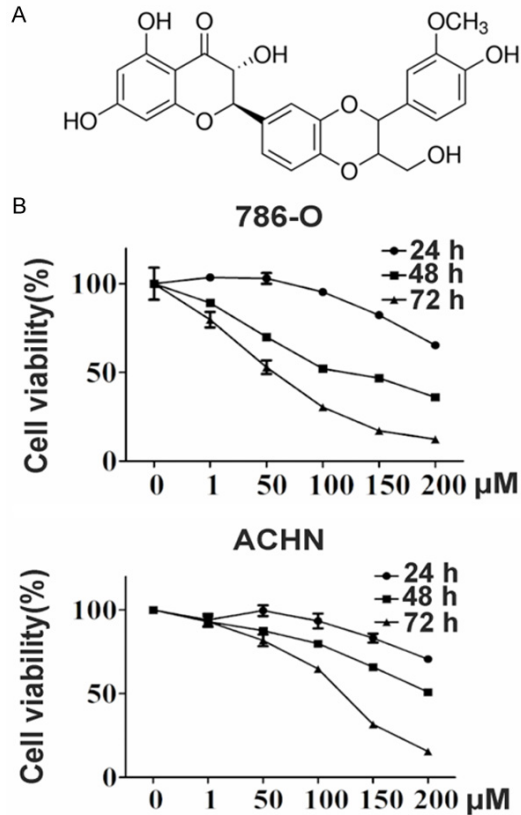 A
OH O OCH3
OH OH
HO O O
O OH
B
786-O
24 h
48 h
72 h
Cell viability(%)
100
50
0
0 1 50 100 150 200 μM
ACHN
24 h
48 h
72 h
Cell viability(%)
100
50
0
0 1 50 100 150 200 μM